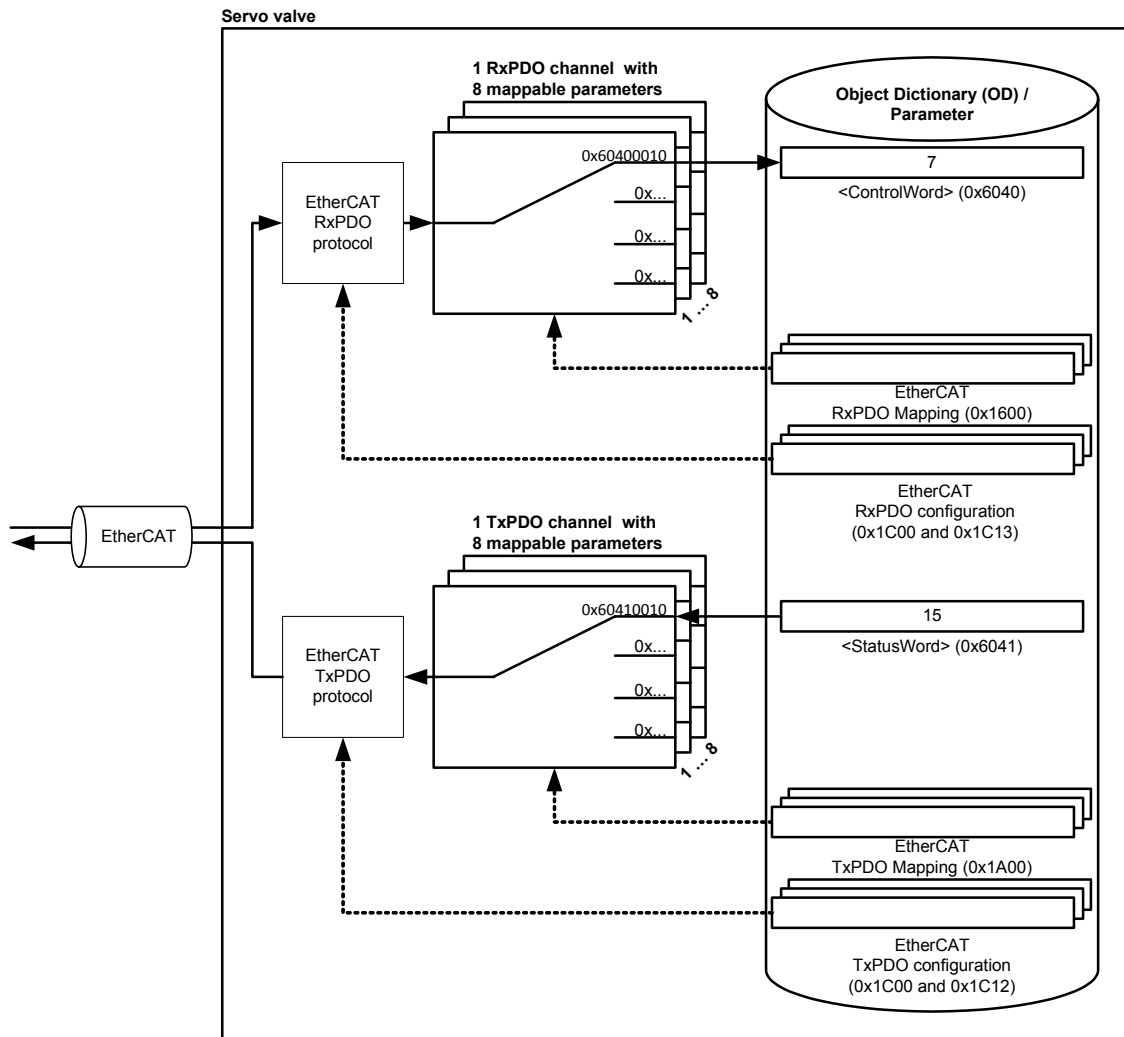 Servo valve
1 RxPDO channel with
8 mappable parameters
Object Dictionary (OD) /
Parameter
0x60400010
7
<ControlWord> (0x6040)
EtherCAT
RxPDO
protocol
0x...
0x...
0x...
1 ... 8
EtherCAT
RxPDO Mapping (0x1600)
EtherCAT
RxPDO configuration
(0x1C00 and 0x1C13)
EtherCAT
1 TxPDO channel with
8 mappable parameters
0x60410010
15
<StatusWord> (0x6041)
EtherCAT
TxPDO
protocol
0x...
0x...
0x...
1 ... 8
EtherCAT
TxPDO Mapping (0x1A00)
EtherCAT
TxPDO configuration
(0x1C00 and 0x1C12)